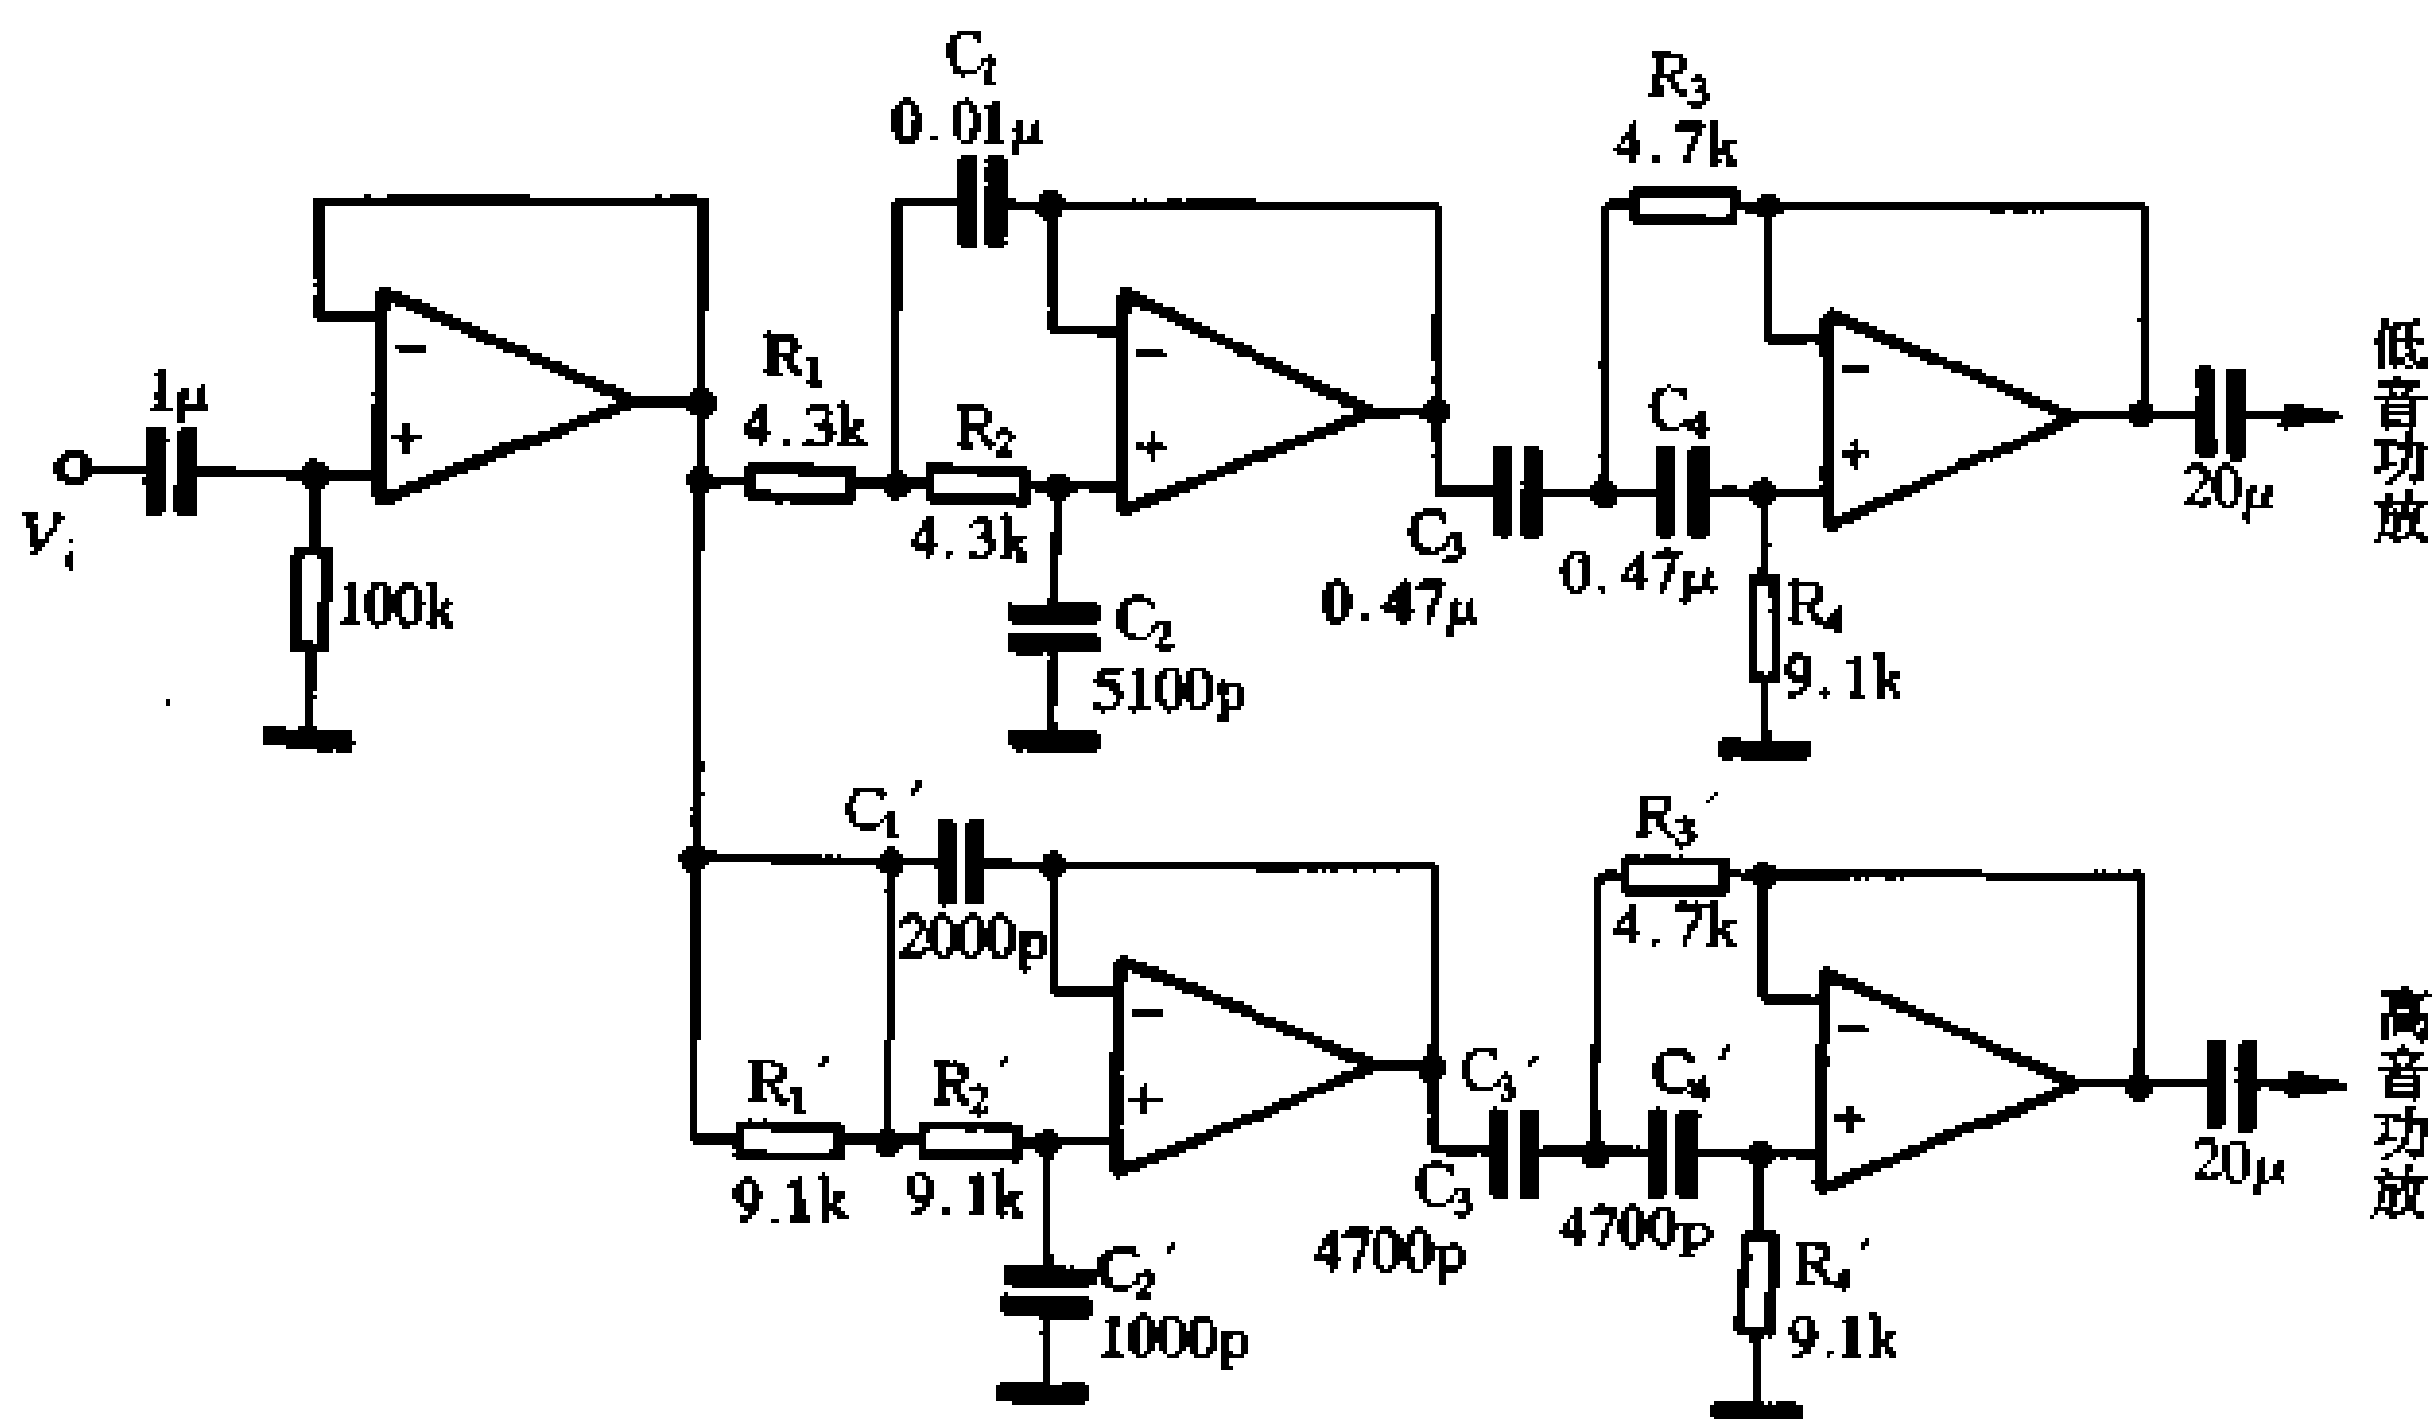 C₁
0.01μ
R₃
4.7k
−
+
1μ
Vᵢ
100k
R₁
4.3k
R₂
4.3k
−
+
C₂
5100p
C₃
0.47μ
C₄
0.47μ
−
+
R₄
9.1k
20μ
低音功放
C₁′
2000p
R₁′
9.1k
R₂′
9.1k
−
+
C₂′
1000p
C₃′
C₃
4700p
R₃′
4.7k
C₄′
4700p
−
+
R₄′
9.1k
20μ
高音功放